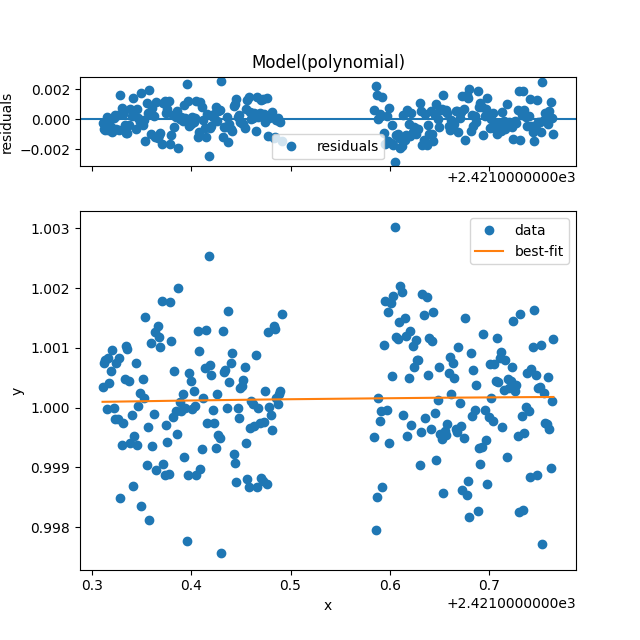 Model(polynomial)
residuals
0.002
0.000
−0.002
residuals
+2.4210000000e3
y
1.003
1.002
1.001
1.000
0.999
0.998
data
best-fit
0.3 0.4 0.5 0.6 0.7
x
+2.4210000000e3